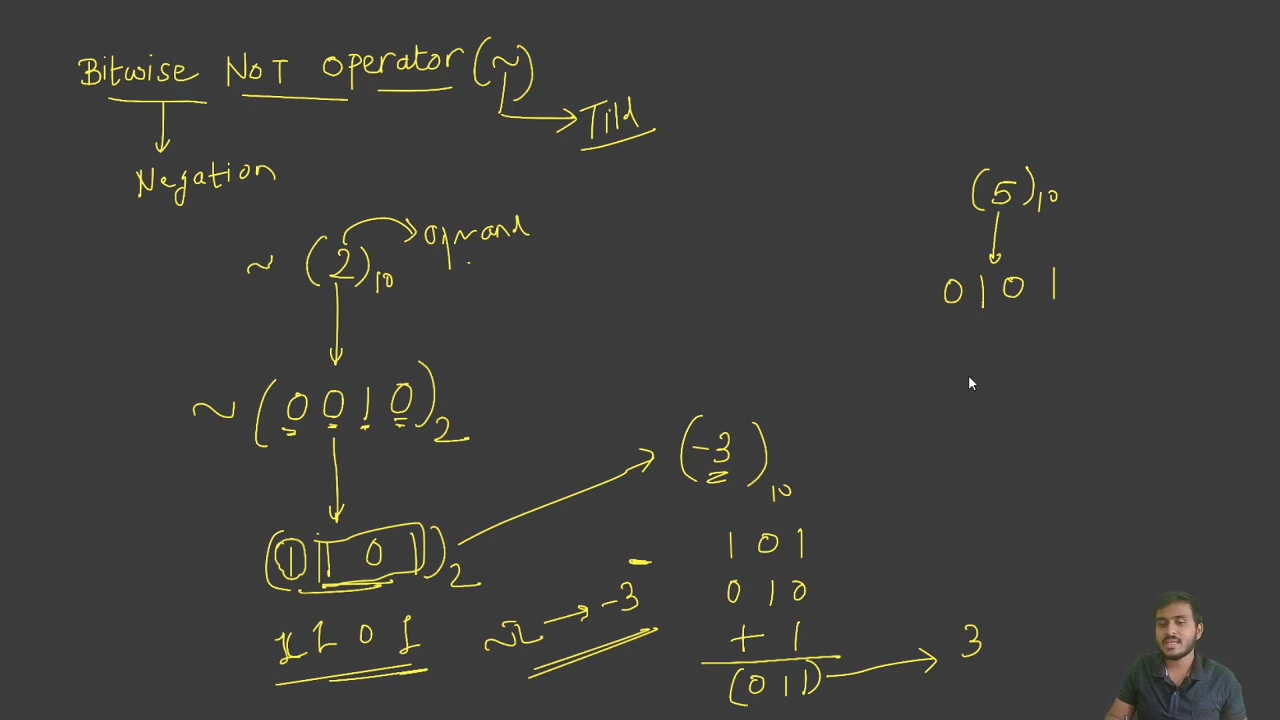 Bitwise NOT Operator (~)
Tild
Negation
~ (2)10
Operand
~ (0010)2
(1101)2
(-3)10
1101
~2 → -3
101
010
+ 1
(011) → 3
(5)10
0101